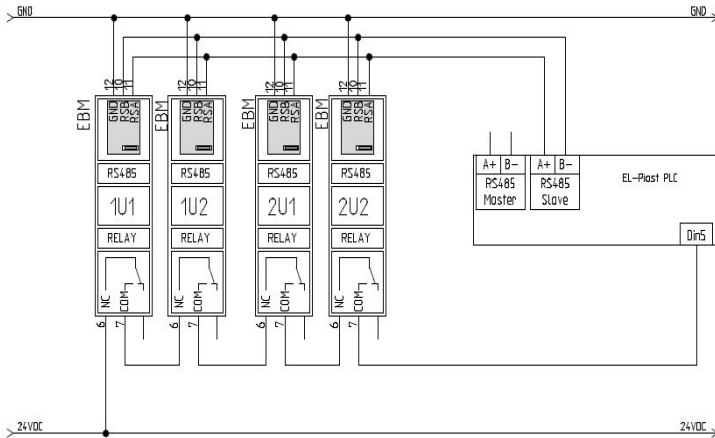 GND GND
12 10 11 12 10 11 12 10 11 12 10 11
EBM GND RSB RSA EBM GND RSB RSA EBM GND RSB RSA EBM GND RSB RSA
RS485 RS485 RS485 RS485
1U1 1U2 2U1 2U2
RELAY RELAY RELAY RELAY
NC COM NC COM NC COM NC COM
6 7 6 7 6 7 6 7
A+ B- A+ B-
RS485 RS485
Master Slave
EL-Piast PLC
Din5
24VDC 24VDC